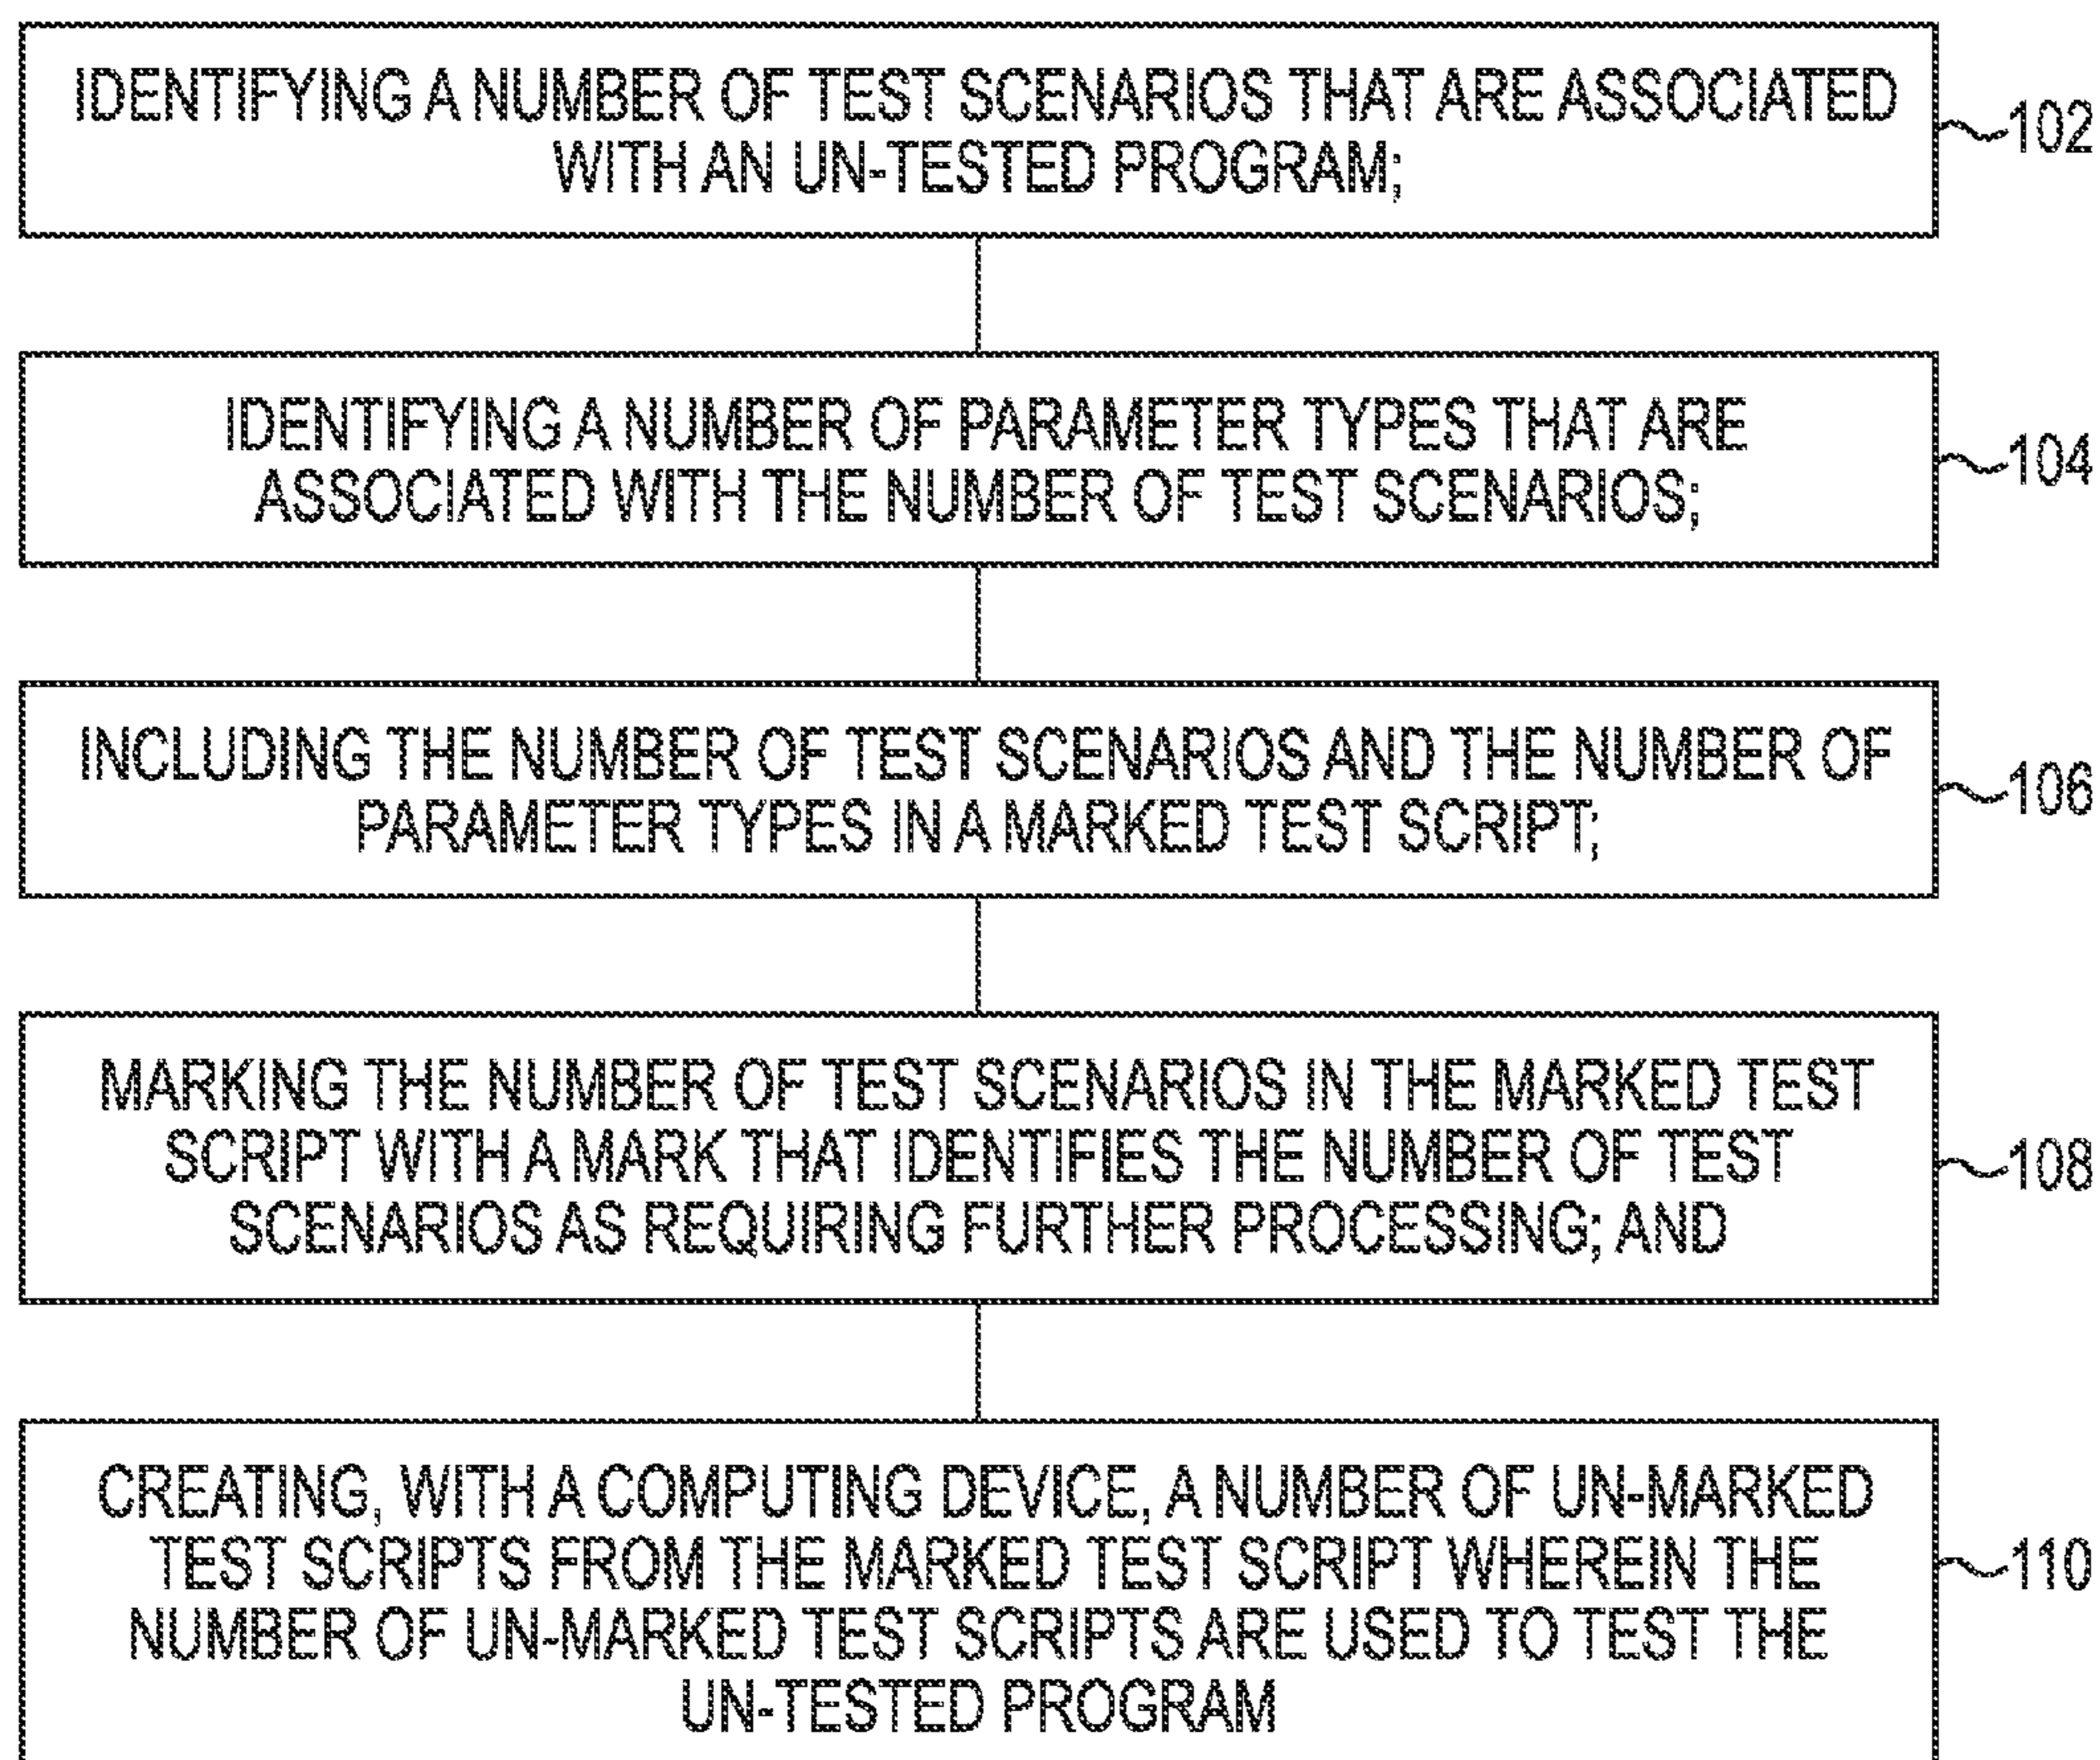 IDENTIFYING A NUMBER OF TEST SCENARIOS THAT ARE ASSOCIATED
WITH AN UN-TESTED PROGRAM;
102
IDENTIFYING A NUMBER OF PARAMETER TYPES THAT ARE
ASSOCIATED WITH THE NUMBER OF TEST SCENARIOS;
104
INCLUDING THE NUMBER OF TEST SCENARIOS AND THE NUMBER OF
PARAMETER TYPES IN A MARKED TEST SCRIPT;
106
MARKING THE NUMBER OF TEST SCENARIOS IN THE MARKED TEST
SCRIPT WITH A MARK THAT IDENTIFIES THE NUMBER OF TEST
SCENARIOS AS REQUIRING FURTHER PROCESSING; AND
108
CREATING, WITH A COMPUTING DEVICE, A NUMBER OF UN-MARKED
TEST SCRIPTS FROM THE MARKED TEST SCRIPT WHEREIN THE
NUMBER OF UN-MARKED TEST SCRIPTS ARE USED TO TEST THE
UN-TESTED PROGRAM
110